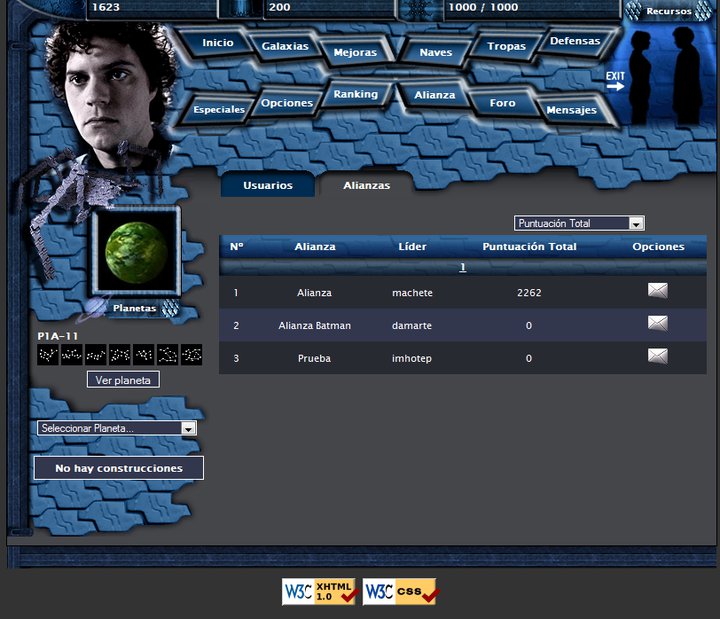 1623 200 1000 / 1000 Recursos
Inicio Galaxias Mejoras Naves Tropas Defensas
EXIT
Especiales Opciones Ranking Alianza Foro Mensajes
Usuarios Alianzas
Puntuación Total
Nº Alianza Líder Puntuación Total Opciones
1
1 Alianza machete 2262
2 Alianza Batman damarte 0
3 Prueba imhotep 0
Planetas
P1A-11
Ver planeta
Seleccionar Planeta...
No hay construcciones
W3C XHTML 1.0 W3C css